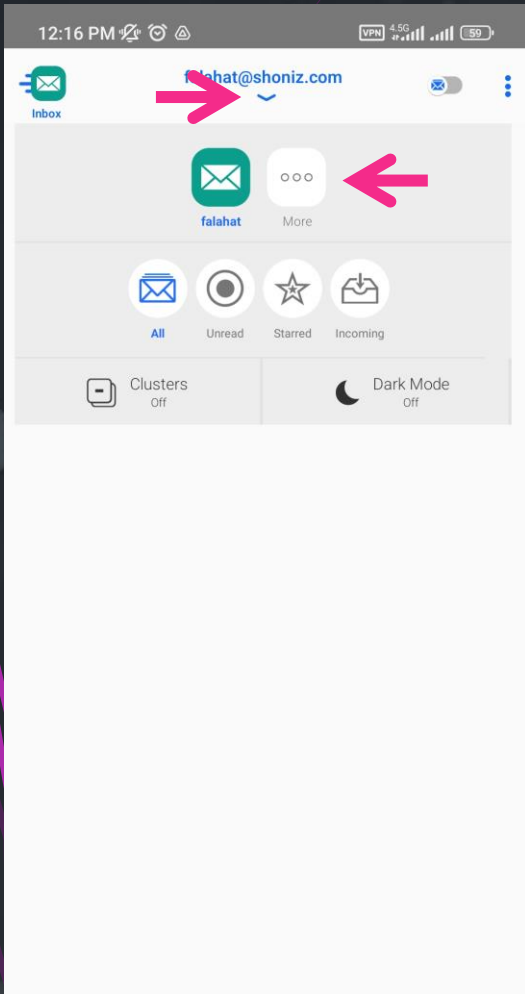 12:16 PM
VPN 4.5G 59
falahat@shoniz.com
Inbox
falahat
More
All
Unread
Starred
Incoming
Clusters
Off
Dark Mode
Off